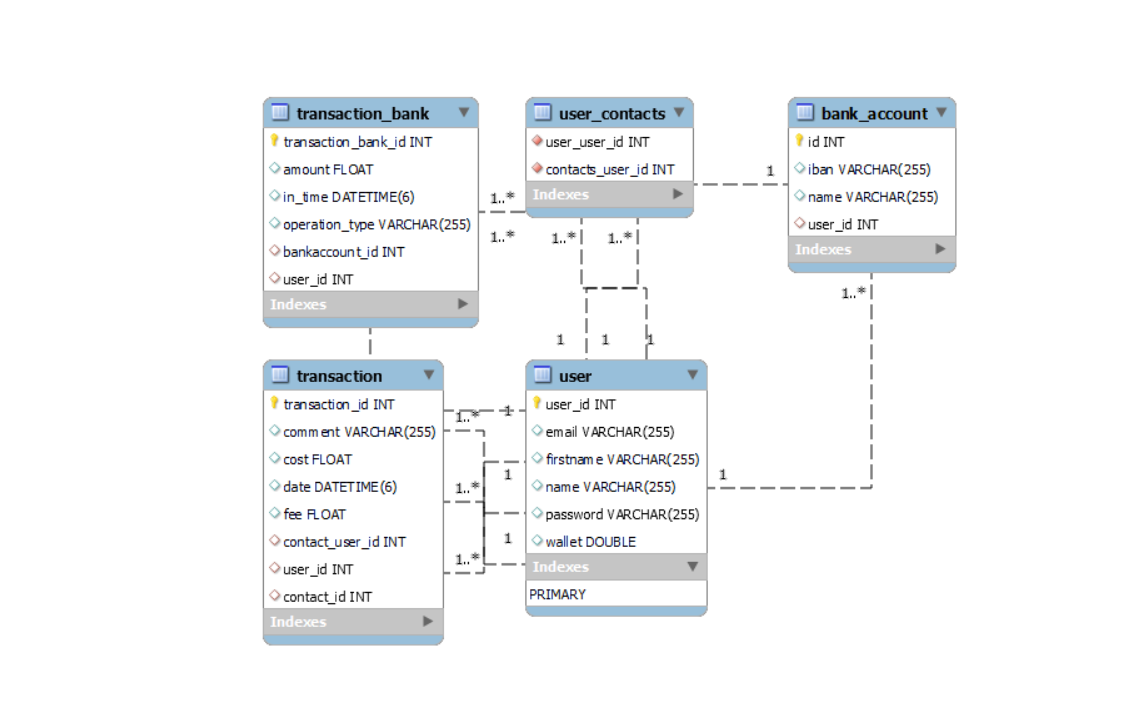 transaction_bank
transaction_bank_id INT
amount FLOAT
in_time DATETIME(6)
operation_type VARCHAR(255)
bankaccount_id INT
user_id INT
Indexes
user_contacts
user_user_id INT
contacts_user_id INT
Indexes
bank_account
id INT
iban VARCHAR(255)
name VARCHAR(255)
user_id INT
Indexes
1..*
1..*
1
1..*
1..*
1..*
1
1
1
transaction
transaction_id INT
comment VARCHAR(255)
cost FLOAT
date DATETIME(6)
fee FLOAT
contact_user_id INT
user_id INT
contact_id INT
Indexes
1..*
1
1
1..*
1
1..*
user
user_id INT
email VARCHAR(255)
firstname VARCHAR(255)
name VARCHAR(255)
password VARCHAR(255)
wallet DOUBLE
Indexes
PRIMARY
1